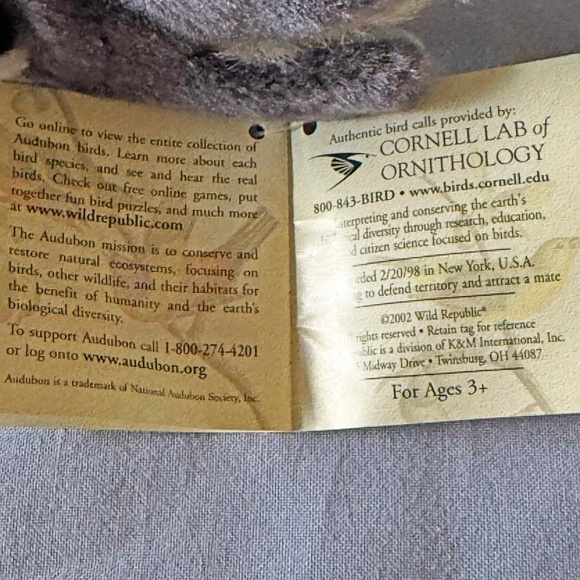 Go online to view the entire collection of
Audubon birds. Learn more about each
bird species, and see and hear the real
birds. Check out free online games, put
together fun bird puzzles, and much more
at www.wildrepublic.com
The Audubon mission is to conserve and
restore natural ecosystems, focusing on
birds, other wildlife, and their habitats for
the benefit of humanity and the earth's
biological diversity.
To support Audubon call 1-800-274-4201
or log onto www.audubon.org
Audubon is a trademark of National Audubon Society, Inc.
Authentic bird calls provided by:
CORNELL LAB of
ORNITHOLOGY
800-843-BIRD • www.birds.cornell.edu
interpreting and conserving the earth's
diversity through research, education,
citizen science focused on birds.
2/20/98 in New York, U.S.A.
to defend territory and attract a mate
©2002 Wild Republic®
rights reserved • Retain tag for reference
is a division of K&M International, Inc.
Midway Drive • Twinsburg, OH 44087
For Ages 3+